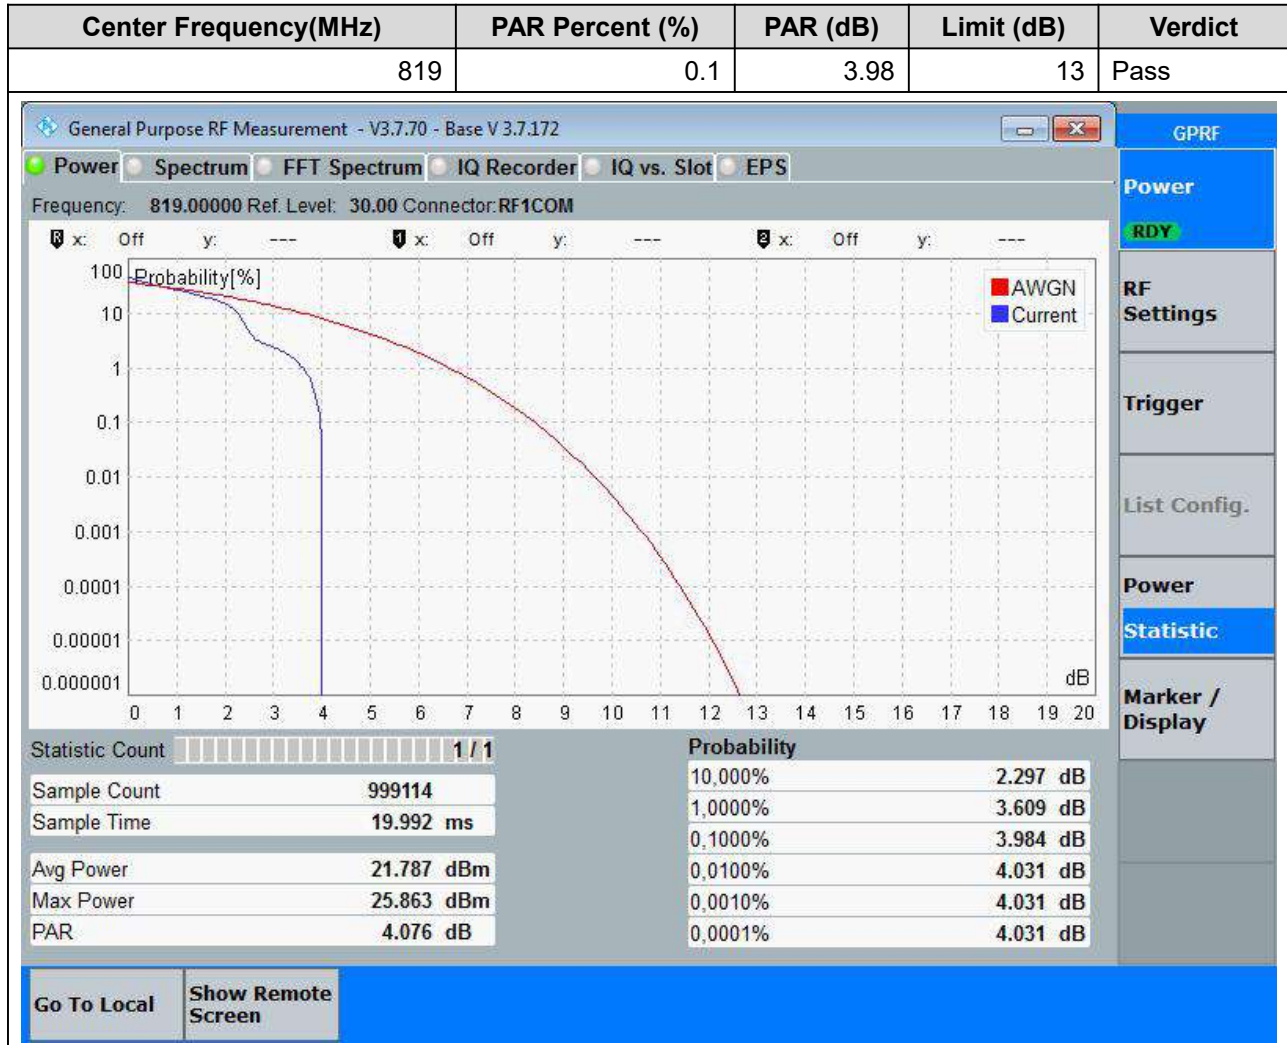 Center Frequency(MHz) PAR Percent (%) PAR (dB) Limit (dB) Verdict
819 0.1 3.98 13 Pass
General Purpose RF Measurement - V3.7.70 - Base V 3.7.172
GPRF
Power Spectrum FFT Spectrum IQ Recorder IQ vs. Slot EPS
Power
RDY
Frequency: 819.00000 Ref. Level: 30.00 Connector: RF1COM
R x: Off y: --- 1 x: Off y: --- 2 x: Off y: ---
Probability[%]
AWGN
Current
100
10
1
0.1
0.01
0.001
0.0001
0.00001
0.000001
dB
0 1 2 3 4 5 6 7 8 9 10 11 12 13 14 15 16 17 18 19 20
RF
Settings
Trigger
List Config.
Power
Statistic
Marker /
Display
Statistic Count 1 / 1
Sample Count 999114
Sample Time 19.992 ms
Avg Power 21.787 dBm
Max Power 25.863 dBm
PAR 4.076 dB
Probability
10,000% 2.297 dB
1,0000% 3.609 dB
0,1000% 3.984 dB
0,0100% 4.031 dB
0,0010% 4.031 dB
0,0001% 4.031 dB
Go To Local
Show Remote
Screen